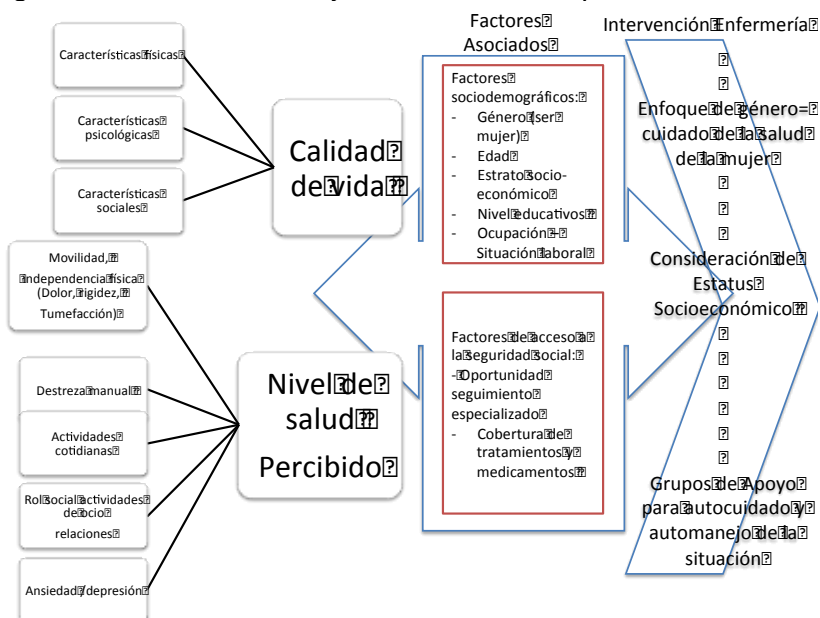 Características físicas
Características
psicológicas
Características
sociales
Calidad
de vida
Movilidad,
independencia física
(Dolor, rigidez,
Tumefacción)
Destreza manual
Actividades
cotidianas
Rol social actividades
de ocio
relaciones
Ansiedad /depresión
Nivel de
salud
Percibido
Factores
Asociados
Factores
sociodemográficos:
- Género (ser
mujer)
- Edad
- Estrato socio-
económico
- Nivel educativos
- Ocupación –
Situación laboral
Factores de acceso a
la seguridad social:
- Oportunidad
seguimiento
especializado
- Cobertura de
tratamientos y
medicamentos
Intervención Enfermería
Enfoque de género=
cuidado de la salud
de la mujer
Consideración de
Estatus
Socioeconómico
Grupos de Apoyo
para autocuidado y
automanejo de la
situación